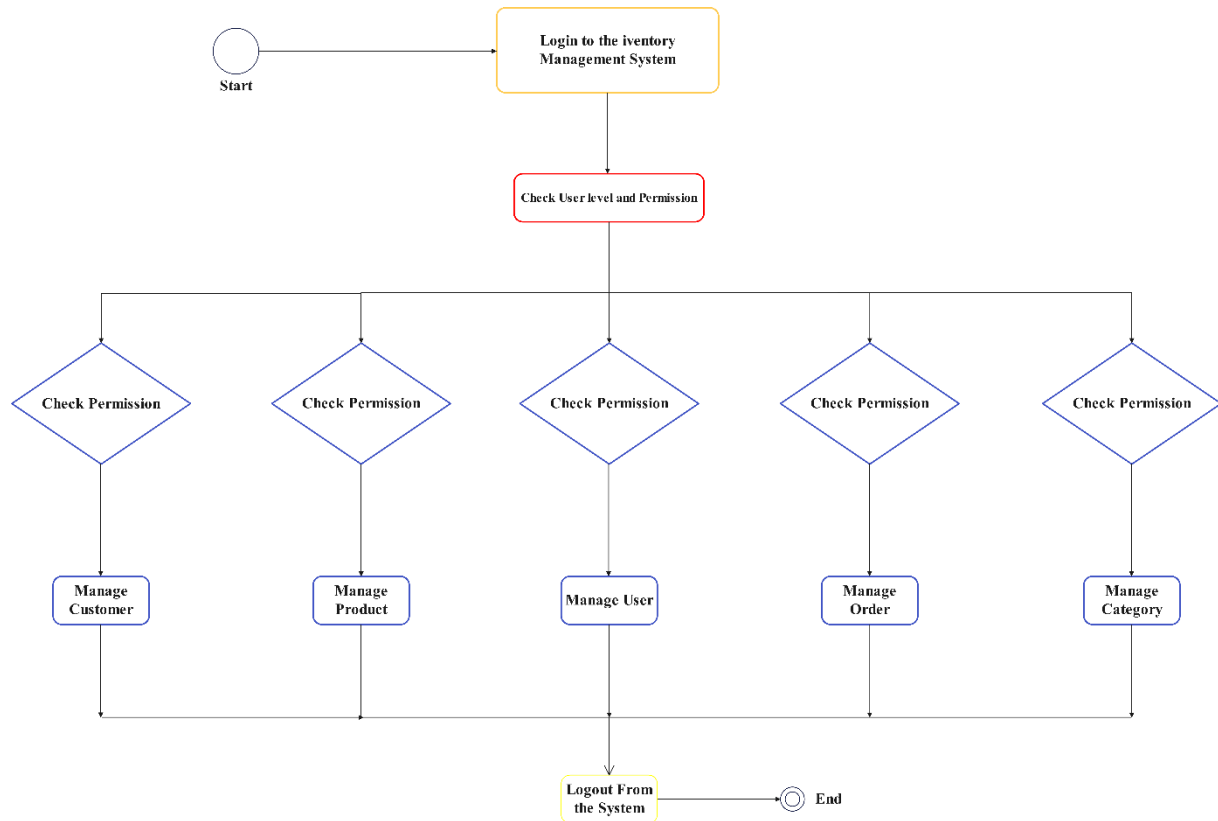 Login to the iventory
Management System
Start
Check User level and Permission
Check Permission
Check Permission
Check Permission
Check Permission
Check Permission
Manage
Customer
Manage
Product
Manage User
Manage
Order
Manage
Category
Logout From
the System
End